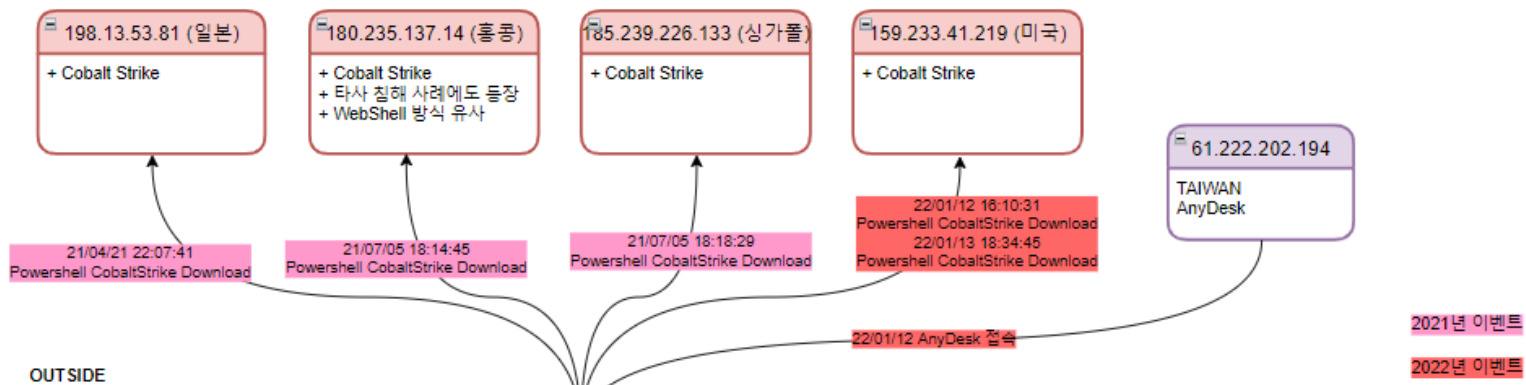 198.13.53.81 (일본)
+ Cobalt Strike
180.235.137.14 (홍콩)
+ Cobalt Strike
+ 타사 침해 사례에도 등장
+ WebShell 방식 유사
185.239.226.133 (싱가폴)
+ Cobalt Strike
159.233.41.219 (미국)
+ Cobalt Strike
61.222.202.194
TAIWAN
AnyDesk
21/04/21 22:07:41
Powershell CobaltStrike Download
21/07/05 18:14:45
Powershell CobaltStrike Download
21/07/05 18:18:29
Powershell CobaltStrike Download
22/01/12 16:10:31
Powershell CobaltStrike Download
22/01/13 18:34:45
Powershell CobaltStrike Download
22/01/12 AnyDesk 접속
2021년 이벤트
2022년 이벤트
OUTSIDE